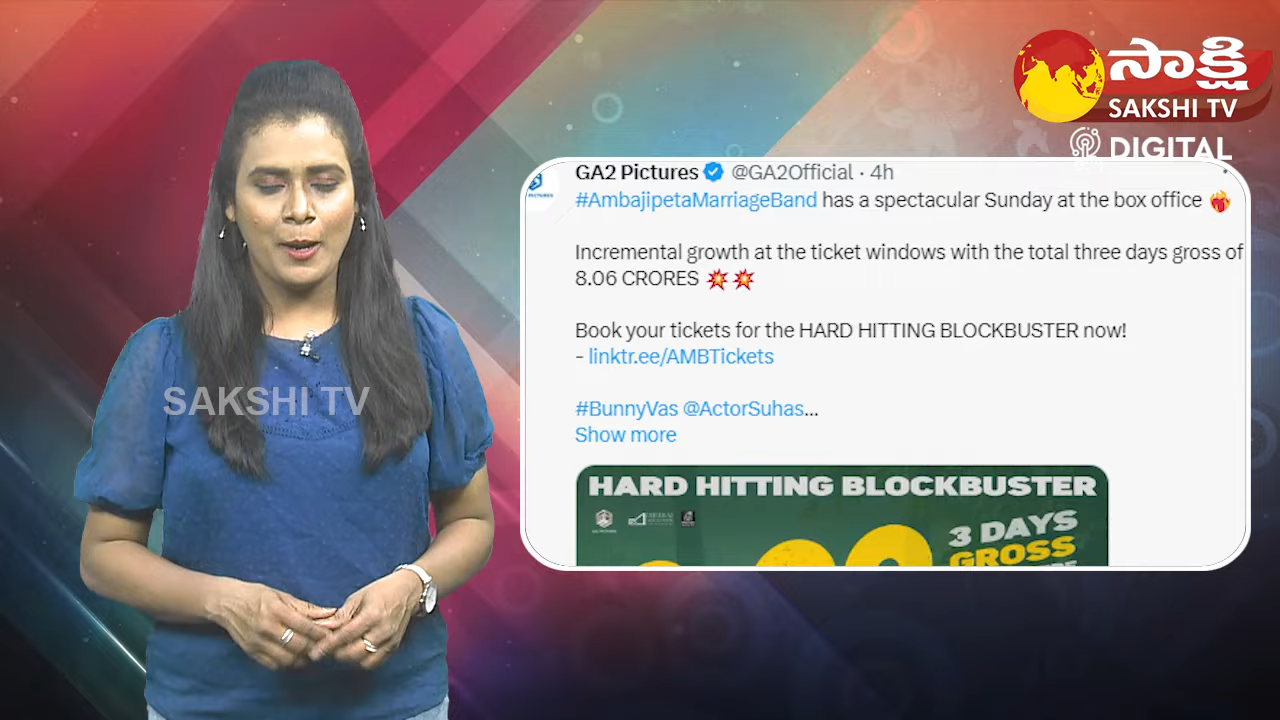 సాక్షి
SAKSHI TV
DIGITAL
GA2 Pictures @GA2Official · 4h
#AmbajipetaMarriageBand has a spectacular Sunday at the box office
Incremental growth at the ticket windows with the total three days gross of
8.06 CRORES
Book your tickets for the HARD HITTING BLOCKBUSTER now!
- linktr.ee/AMBTickets
#BunnyVas @ActorSuhas...
Show more
HARD HITTING BLOCKBUSTER
3 DAYS
GROSS
SAKSHI TV